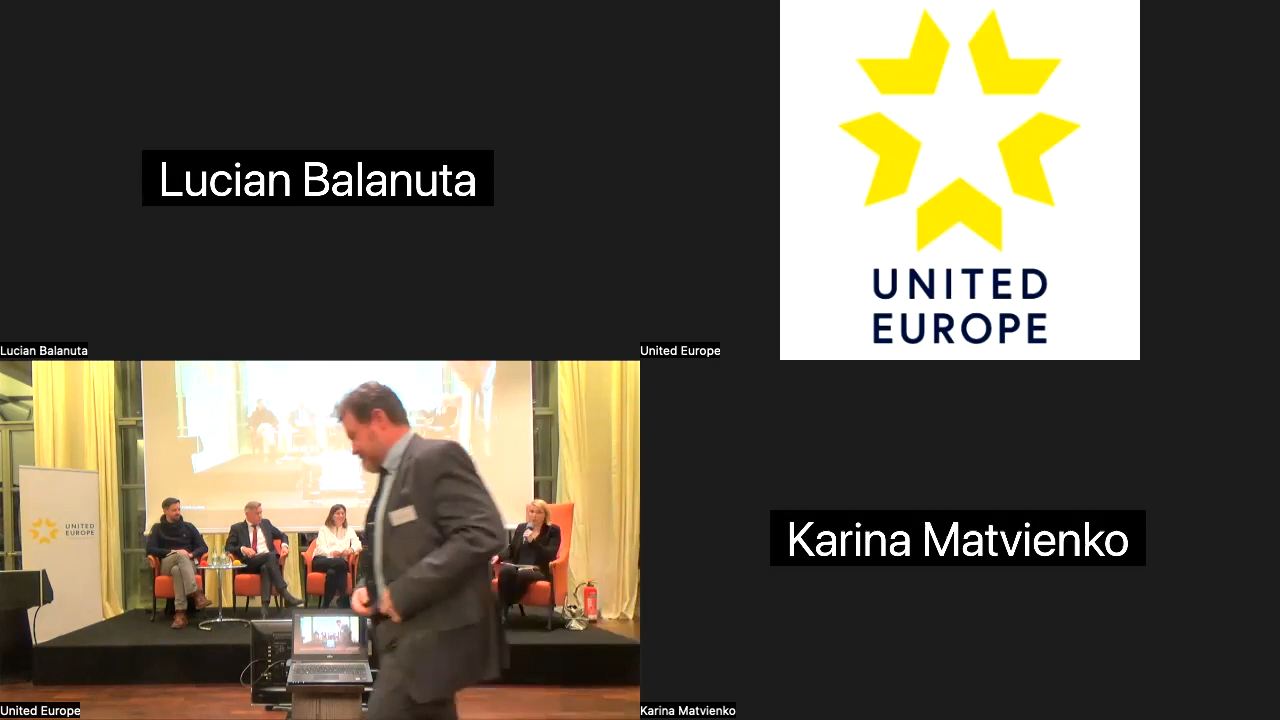 Lucian Balanuta
UNITED
EUROPE
Lucian Balanuta
United Europe
UNITED
EUROPE
Karina Matvienko
United Europe
Karina Matvienko